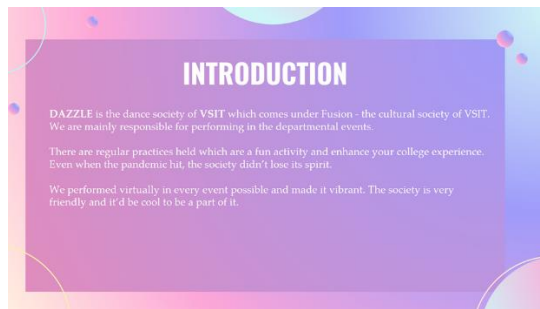 INTRODUCTION
DAZZLE is the dance society of VSIT which comes under Fusion - the cultural society of VSIT.
We are mainly responsible for performing in the departmental events.
There are regular practices held which are a fun activity and enhance your college experience.
Even when the pandemic hit, the society didn't lose its spirit.
We performed virtually in every event possible and made it vibrant. The society is very
friendly and it'd be cool to be a part of it.